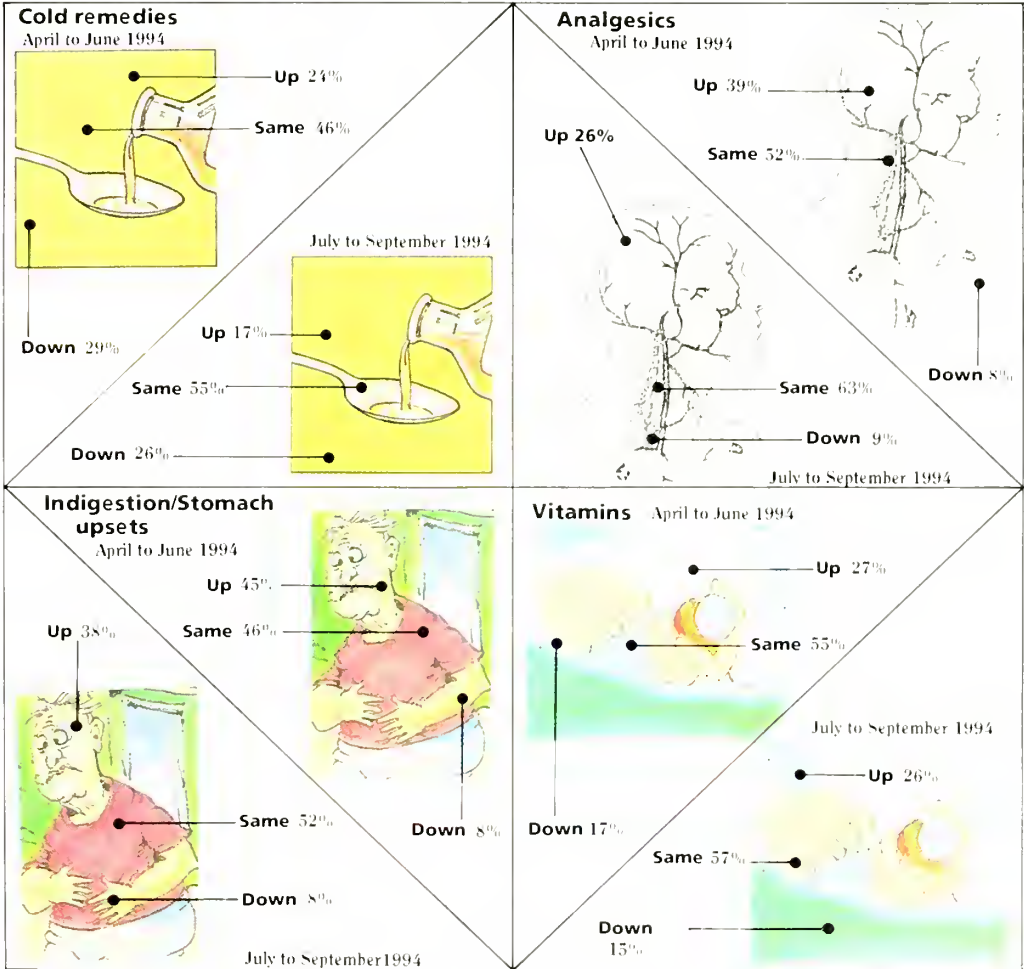 Cold remedies
April to June 1994
Up 24%
Same 46%
Down 29%
July to September 1994
Up 17%
Same 55%
Down 26%
Analgesics
April to June 1994
Up 39%
Same 52%
Down 8%
Up 26%
Same 63%
Down 9%
July to September 1994
Indigestion/Stomach
upsets
April to June 1994
Up 45%
Same 46%
Down 8%
Up 38%
Same 52%
Down 8%
July to September1994
Vitamins April to June 1994
Up 27%
Same 55%
Down 17%
July to September 1994
Up 26%
Same 57%
Down
15%